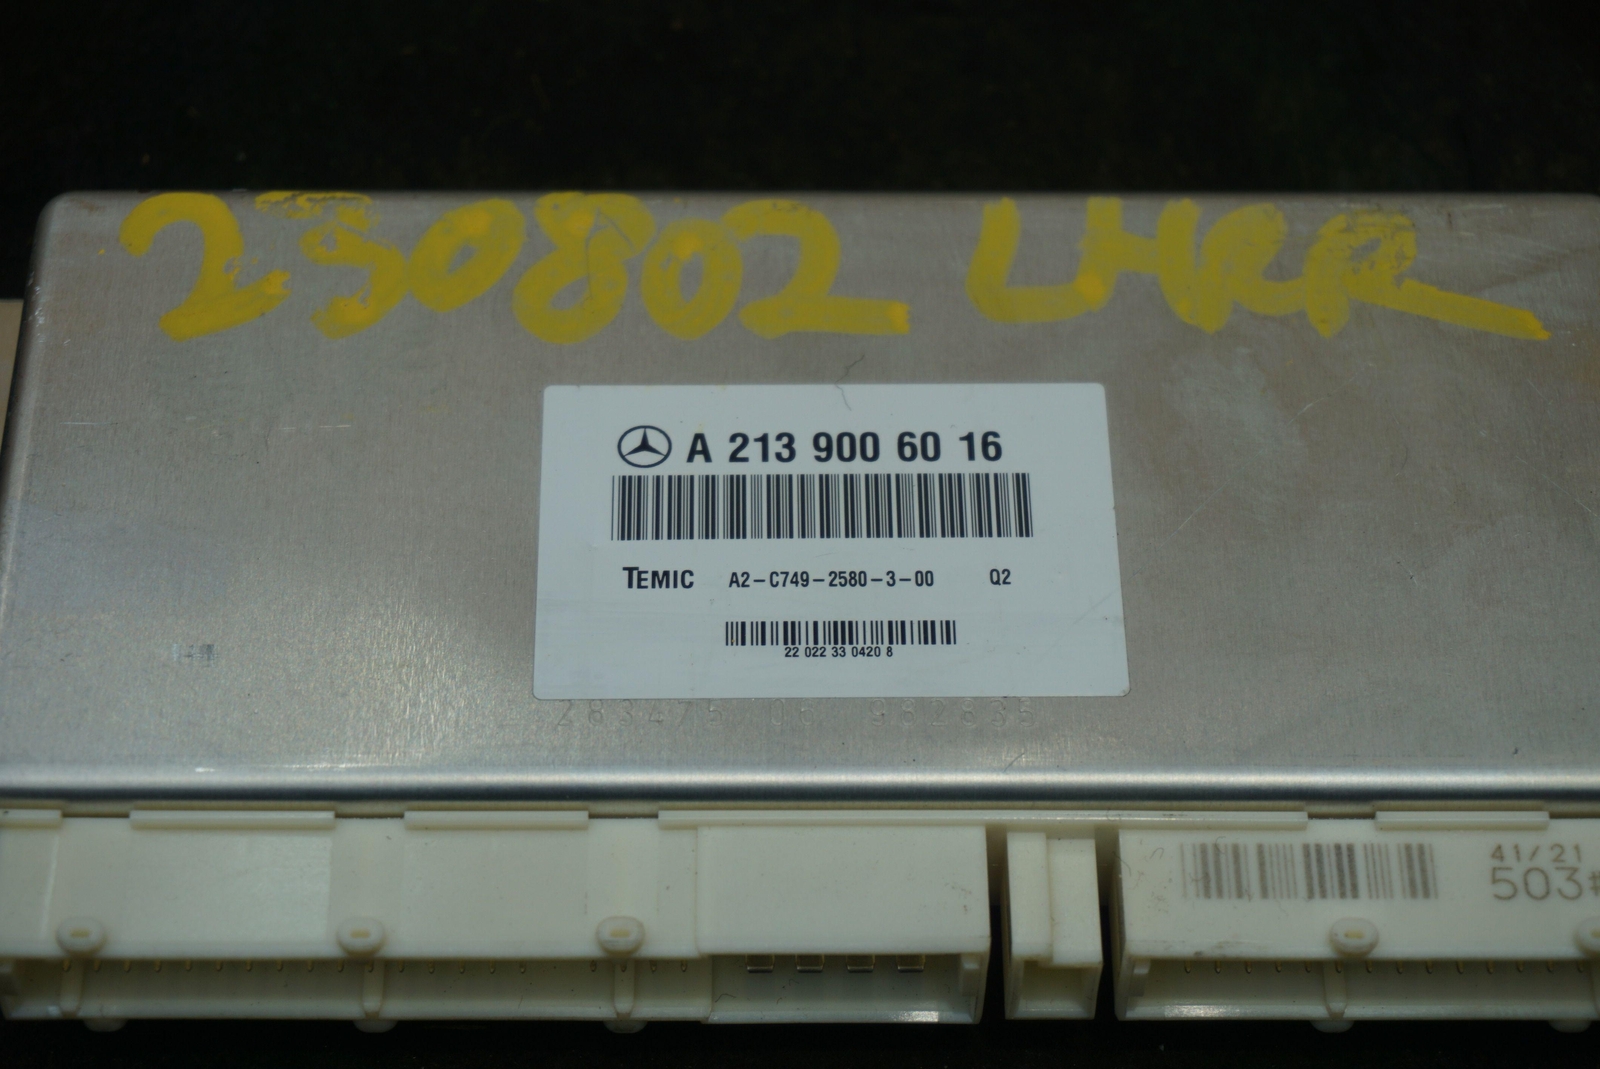 230802 LHRR
A 213 900 60 16
TEMIC A2-C749-2580-3-00 Q2
22 022 33 0420 8
283475 06 982835
41/21
503#